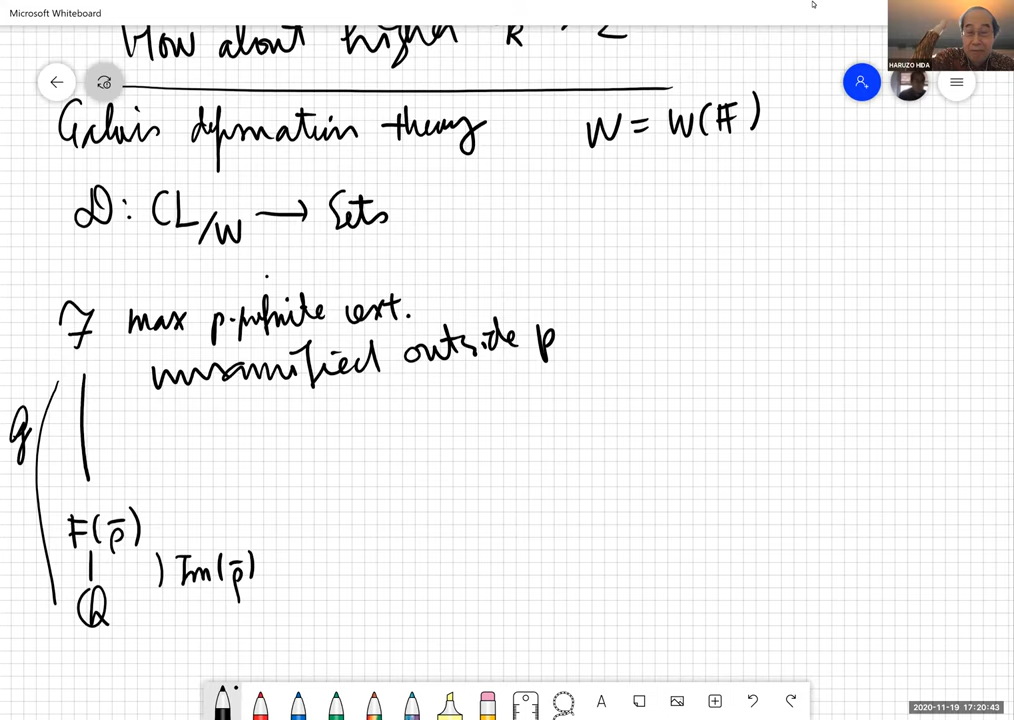 Microsoft Whiteboard
How about higher k > 2
HARUZO HIDA
Galois deformation theory W = W(𝔽)
𝒟: CL/W → Sets
ℱ max p-profinite ext.
unramified outside p
𝒢
F(ρ̄)
) Im(ρ̄)
ℚ
A
2020-11-19 17:20:43